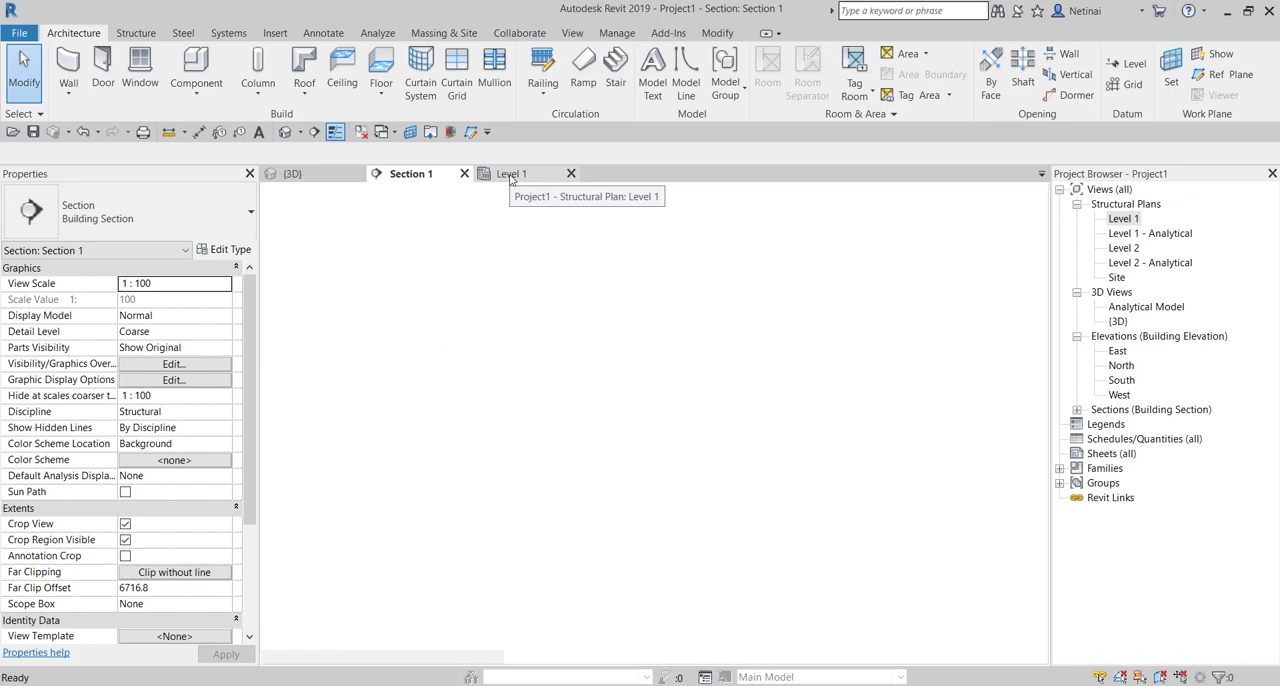 Autodesk Revit 2019 - Project1 - Section: Section 1
Type a keyword or phrase
Netinai
File Architecture Structure Steel Systems Insert Annotate Analyze Massing & Site Collaborate View Manage Add-Ins Modify
Modify
Wall
Door
Window
Component
Column
Roof
Ceiling
Curtain System
Curtain Grid
Mullion
Floor
Railing
Ramp
Stair
Model Text
Model Line
Model Group
Room
Room Separator
Tag Room
Area
Area Boundary
Tag Area
By Face
Shaft
Wall
Vertical
Dormer
Level
Grid
Set
Show
Ref Plane
Viewer
Select
Build
Circulation
Model
Room & Area
Opening
Datum
Work Plane
Properties
{3D}
Section 1
Level 1
Project1 - Structural Plan: Level 1
Section
Building Section
Section: Section 1
Edit Type
Graphics
View Scale 1 : 100
Scale Value 1: 100
Display Model Normal
Detail Level Coarse
Parts Visibility Show Original
Visibility/Graphics Over... Edit...
Graphic Display Options Edit...
Hide at scales coarser t... 1 : 100
Discipline Structural
Show Hidden Lines By Discipline
Color Scheme Location Background
Color Scheme <none>
Default Analysis Displa... None
Sun Path
Extents
Crop View
Crop Region Visible
Annotation Crop
Far Clipping Clip without line
Far Clip Offset 6716.8
Scope Box None
Identity Data
View Template <None>
Properties help
Apply
Project Browser - Project1
Views (all)
Structural Plans
Level 1
Level 1 - Analytical
Level 2
Level 2 - Analytical
Site
3D Views
Analytical Model
{3D}
Elevations (Building Elevation)
East
North
South
West
Sections (Building Section)
Legends
Schedules/Quantities (all)
Sheets (all)
Families
Groups
Revit Links
Ready
:0
Main Model
:0